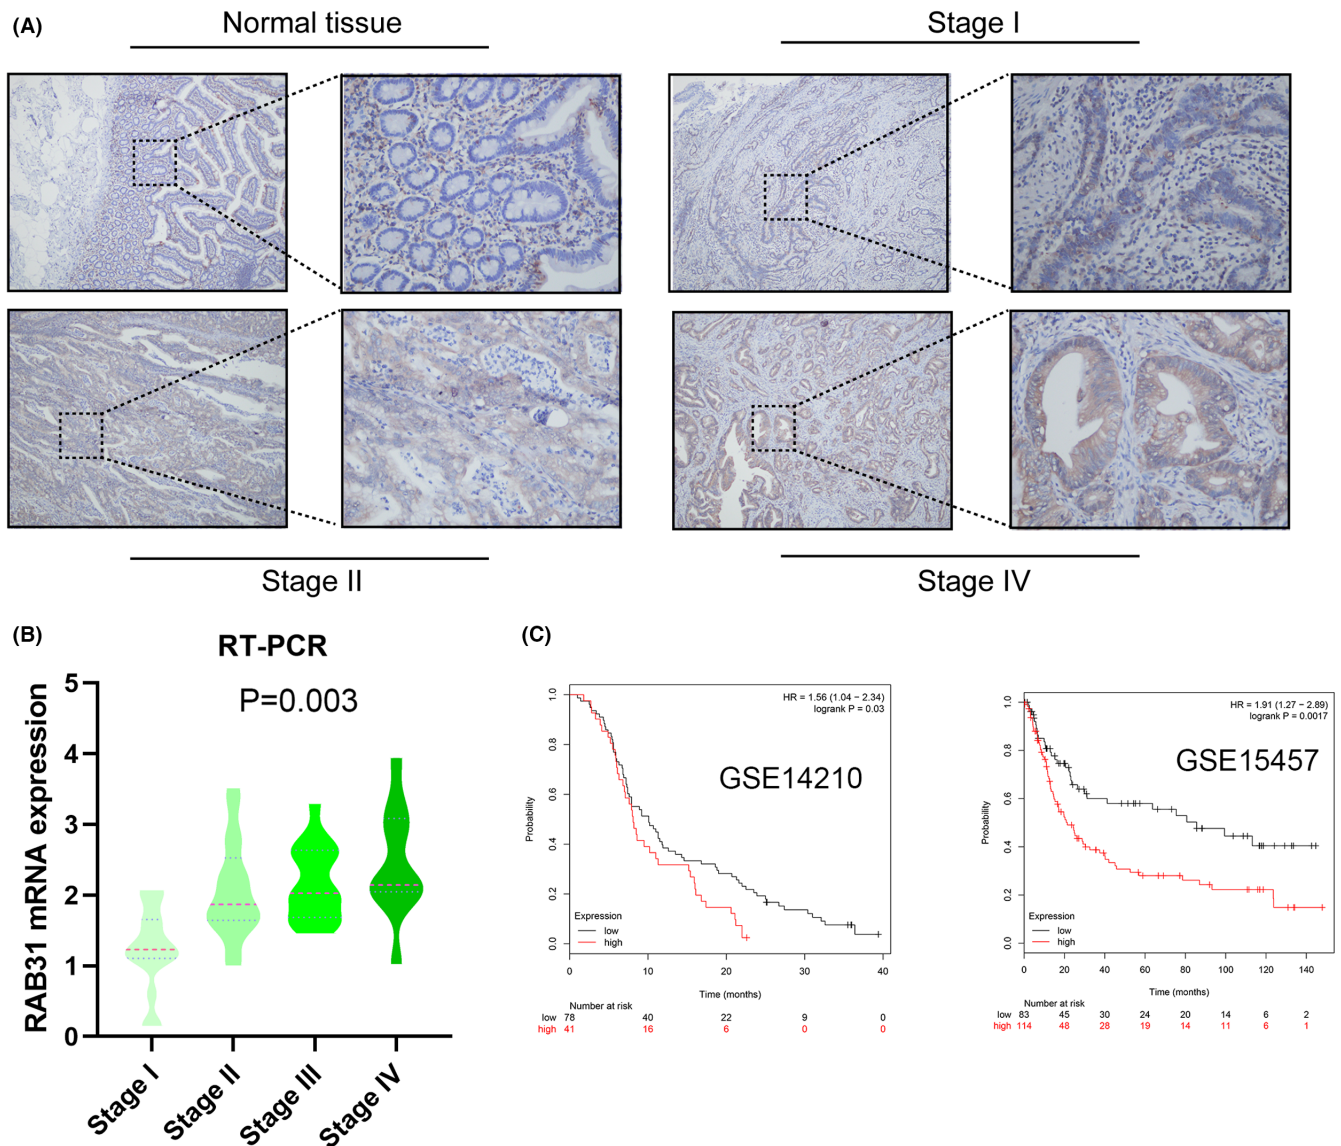 (A)
Normal tissue
Stage I
Stage II
Stage IV
(B)
RT-PCR
P=0.003
RAB31 mRNA expression
5
4
3
2
1
0
Stage I
Stage II
Stage III
Stage IV
(C)
HR = 1.56 (1.04 − 2.34)
logrank P = 0.03
GSE14210
Probability
1.0
0.8
0.6
0.4
0.2
0.0
Expression
low
high
0 10 20 30 40
Time (months)
Number at risk
low 78 40 22 9 0
high 41 16 6 0 0
HR = 1.91 (1.27 − 2.89)
logrank P = 0.0017
GSE15457
Probability
1.0
0.8
0.6
0.4
0.2
0.0
Expression
low
high
0 20 40 60 80 100 120 140
Time (months)
Number at risk
low 83 45 30 24 20 14 6 2
high 114 48 28 19 14 11 6 1